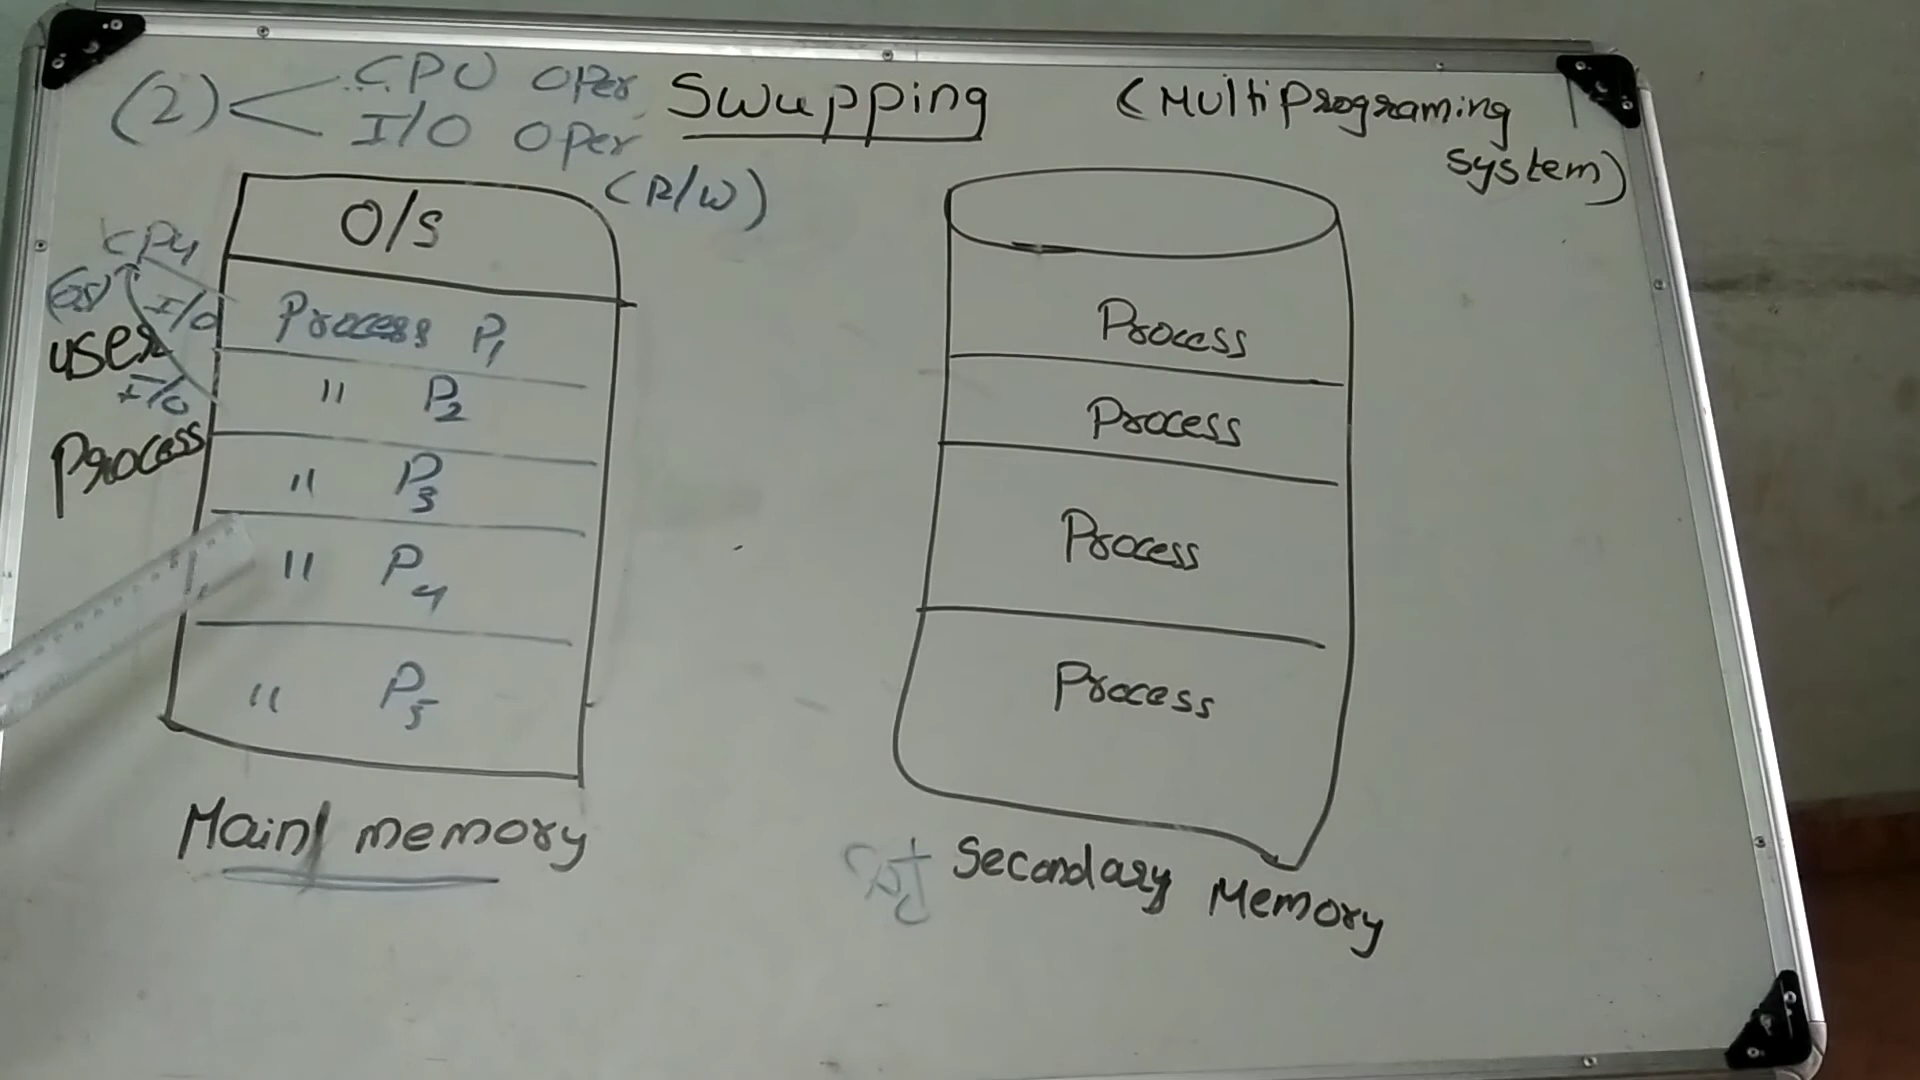 (2) CPU Oper
I/O Oper
(R/W)
Swapping
(Multiprograming
system)
O/S
CPU
I/O
user
I/O
Process
Process P1
" P2
" P3
" P4
" P5
Main memory
Process
Process
Process
Process
Secondary Memory